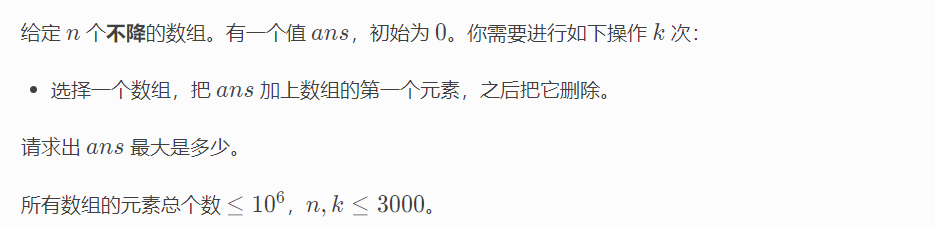 给定 n 个不降的数组。有一个值 ans，初始为 0。你需要进行如下操作 k 次：
• 选择一个数组，把 ans 加上数组的第一个元素，之后把它删除。
请求出 ans 最大是多少。
所有数组的元素总个数 ≤ 10⁶，n, k ≤ 3000。